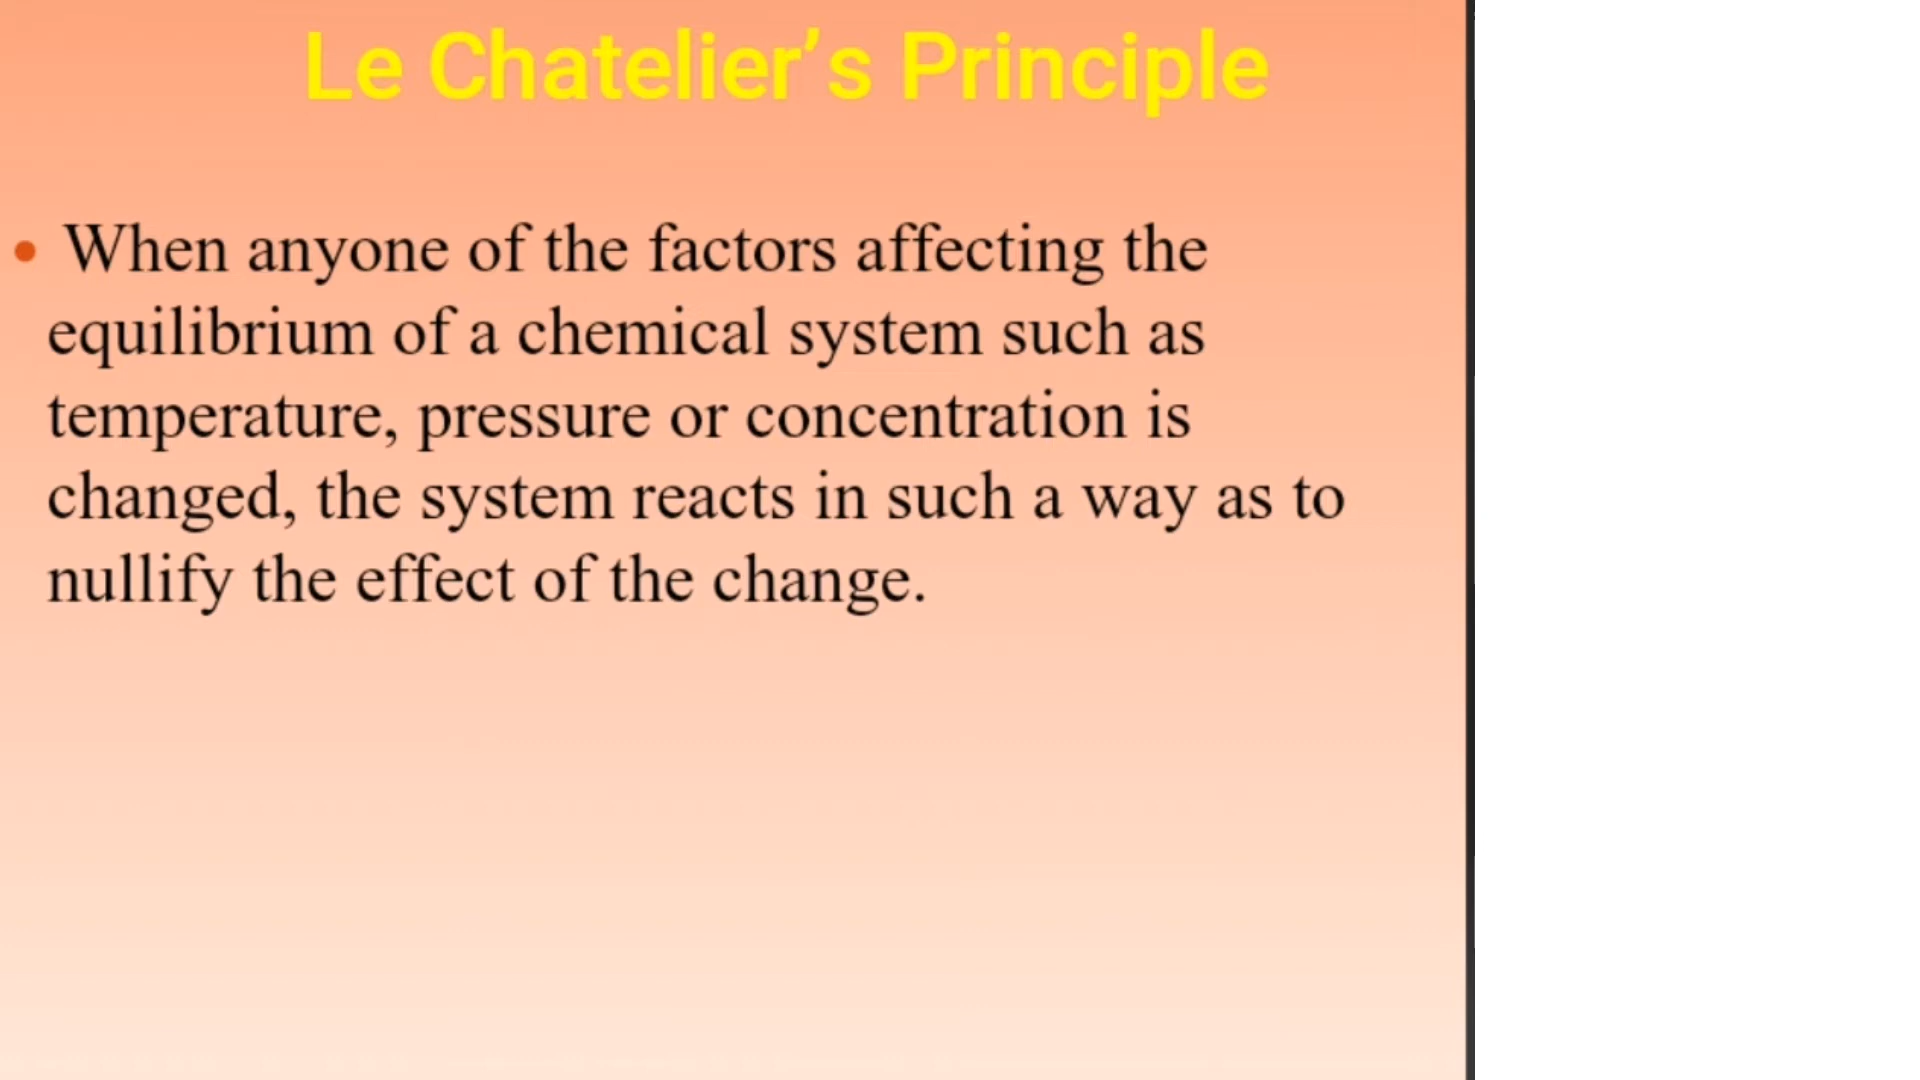 Le Chatelier’s Principle
• When anyone of the factors affecting the
equilibrium of a chemical system such as
temperature, pressure or concentration is
changed, the system reacts in such a way as to
nullify the effect of the change.